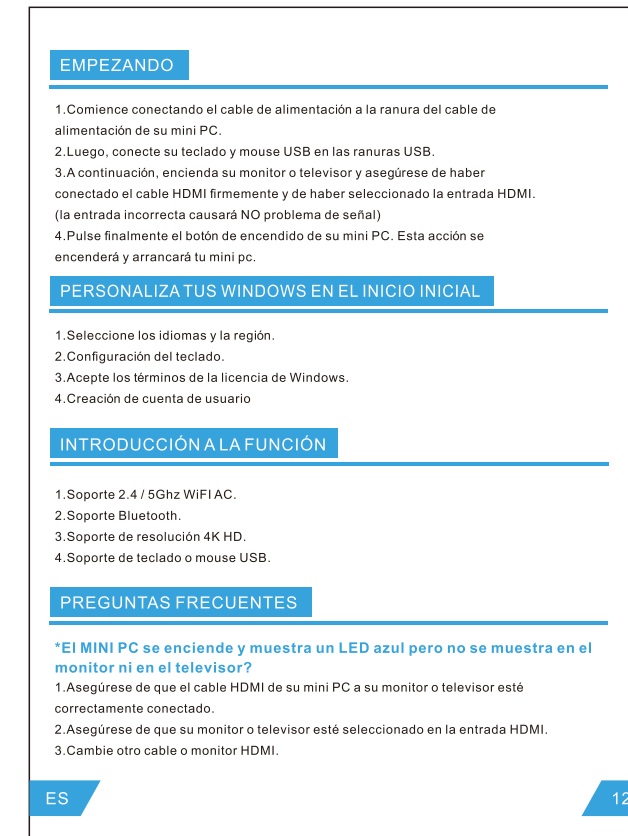 EMPEZANDO
1.Comience conectando el cable de alimentación a la ranura del cable de
alimentación de su mini PC.
2.Luego, conecte su teclado y mouse USB en las ranuras USB.
3.A continuación, encienda su monitor o televisor y asegúrese de haber
conectado el cable HDMI firmemente y de haber seleccionado la entrada HDMI.
(la entrada incorrecta causará NO problema de señal)
4.Pulse finalmente el botón de encendido de su mini PC. Esta acción se
encenderá y arrancará tu mini pc.
PERSONALIZA TUS WINDOWS EN EL INICIO INICIAL
1.Seleccione los idiomas y la región.
2.Configuración del teclado.
3.Acepte los términos de la licencia de Windows.
4.Creación de cuenta de usuario
INTRODUCCIÓN A LA FUNCIÓN
1.Soporte 2.4 / 5Ghz WiFI AC.
2.Soporte Bluetooth.
3.Soporte de resolución 4K HD.
4.Soporte de teclado o mouse USB.
PREGUNTAS FRECUENTES
*El MINI PC se enciende y muestra un LED azul pero no se muestra en el
monitor ni en el televisor?
1.Asegúrese de que el cable HDMI de su mini PC a su monitor o televisor esté
correctamente conectado.
2.Asegúrese de que su monitor o televisor esté seleccionado en la entrada HDMI.
3.Cambie otro cable o monitor HDMI.
ES
12